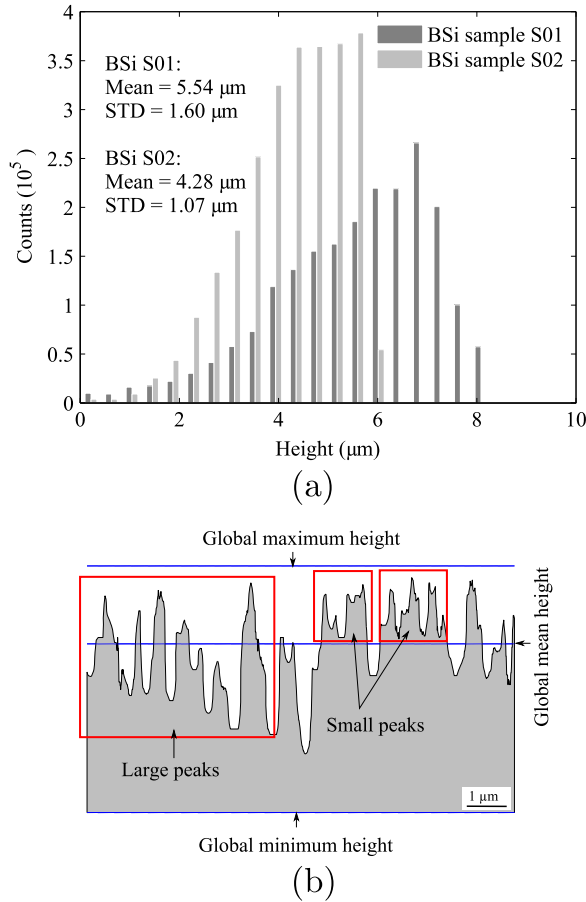 4
3.5
3
2.5
2
1.5
1
0.5
0
Counts (10⁵)
BSi sample S01
BSi sample S02
BSi S01:
Mean = 5.54 μm
STD = 1.60 μm
BSi S02:
Mean = 4.28 μm
STD = 1.07 μm
0 2 4 6 8 10
Height (μm)
(a)
Global maximum height
Global mean height
Small peaks
Large peaks
1 μm
Global minimum height
(b)